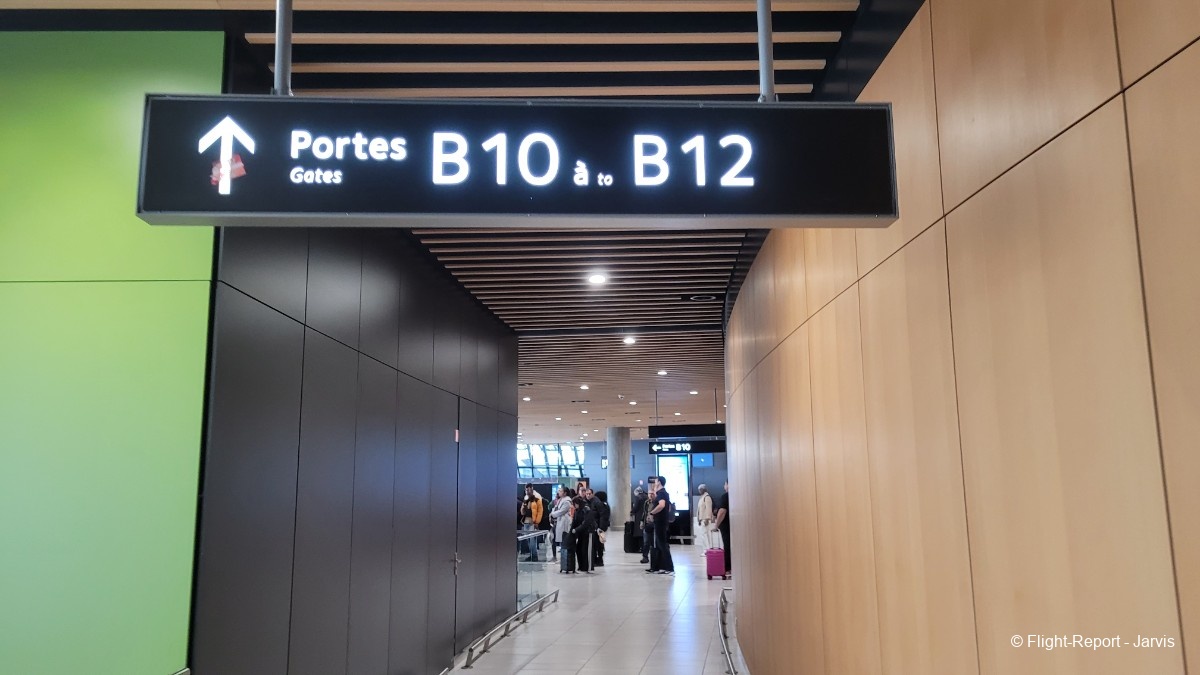 Portes B10 à to B12
Gates
B10
© Flight-Report - Jarvis